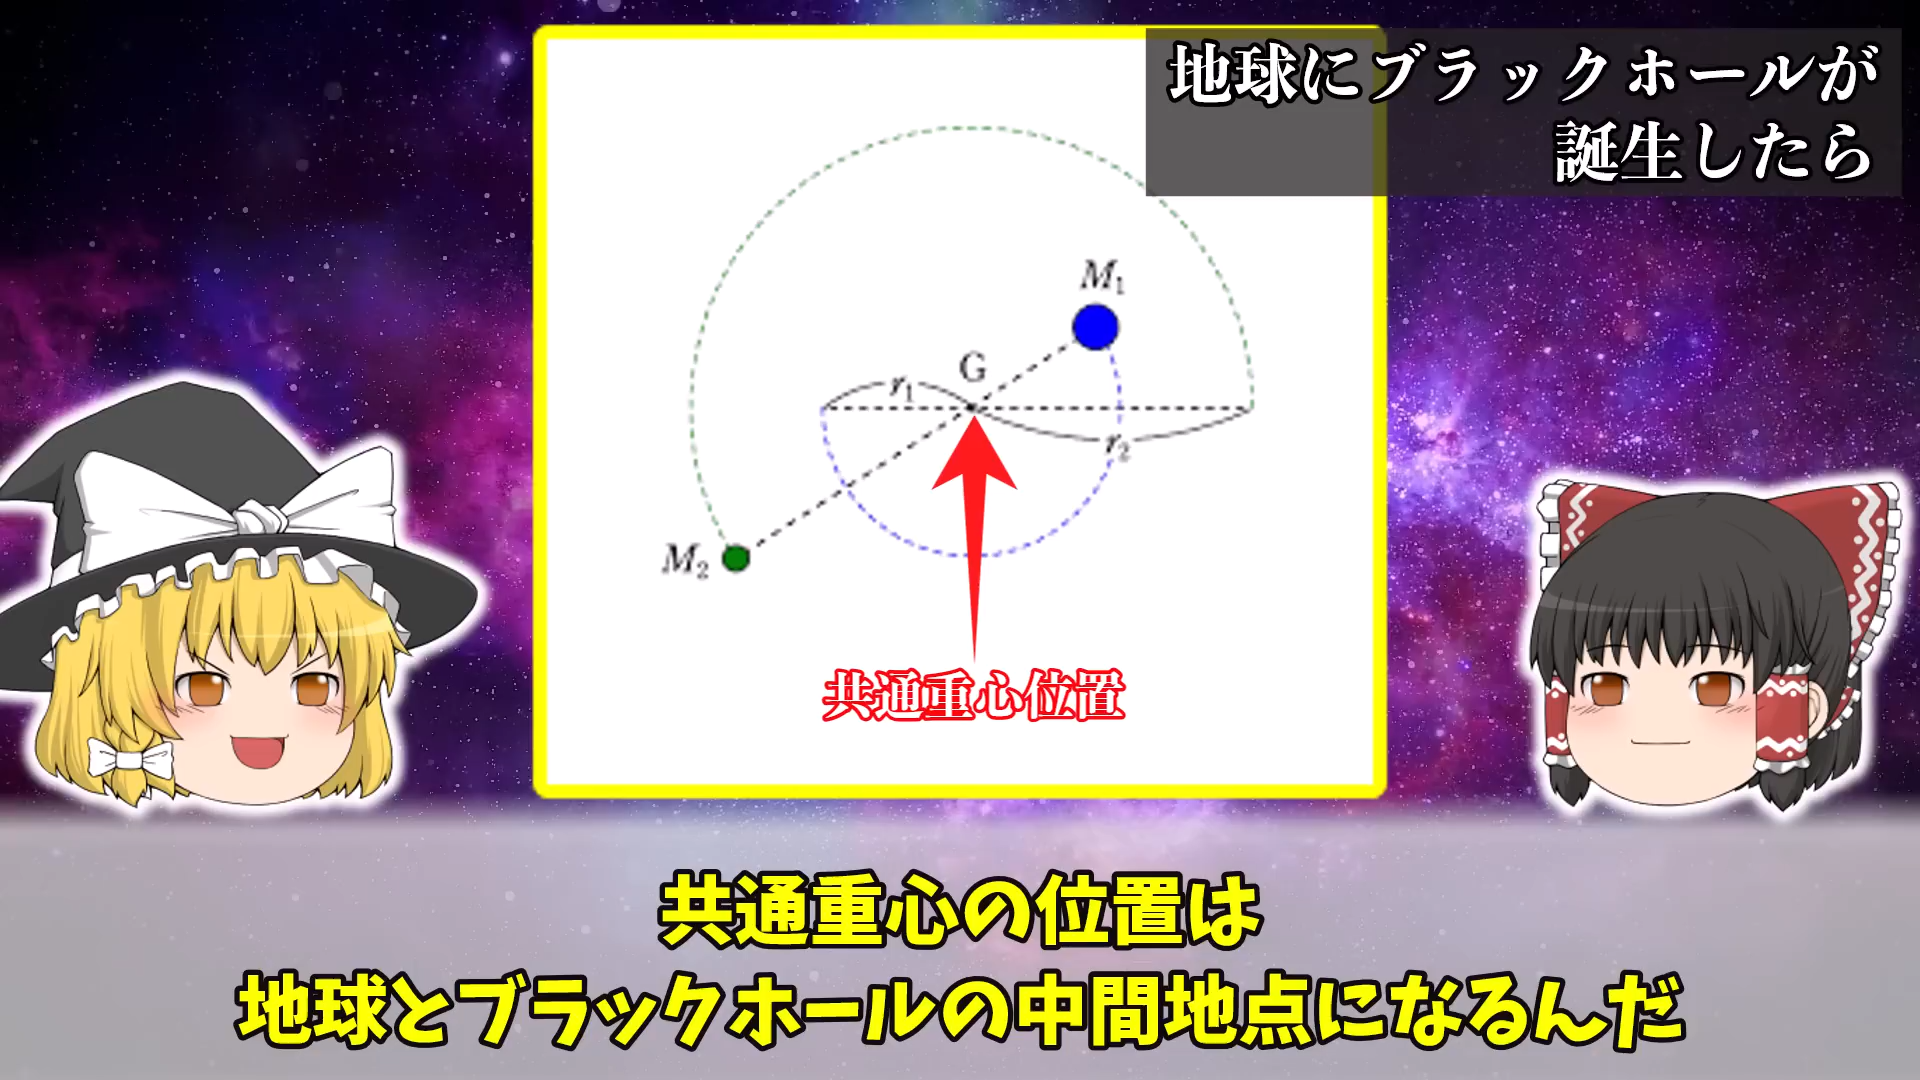 地球にブラックホールが
誕生したら
M₁
G
r₁
r₂
M₂
共通重心位置
共通重心の位置は
地球とブラックホールの中間地点になるんだ